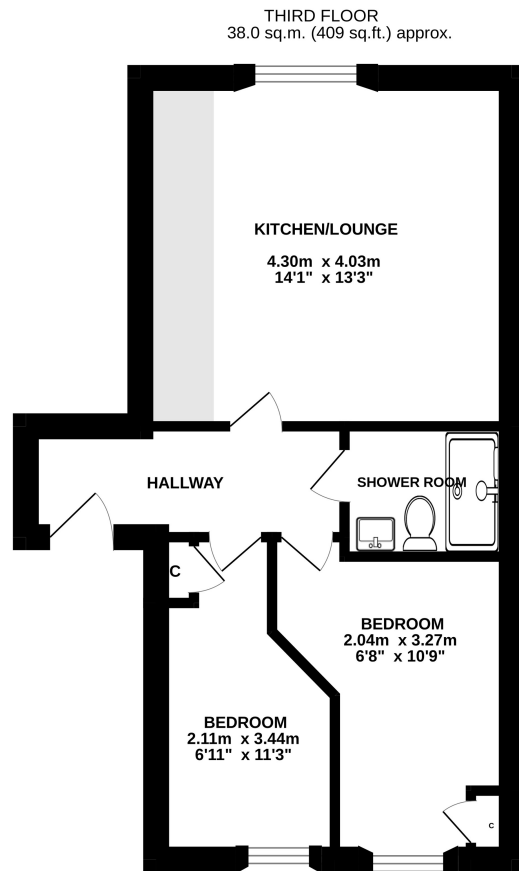 THIRD FLOOR
38.0 sq.m. (409 sq.ft.) approx.
KITCHEN/LOUNGE
4.30m x 4.03m
14'1" x 13'3"
HALLWAY
SHOWER ROOM
C
BEDROOM
2.04m x 3.27m
6'8" x 10'9"
BEDROOM
2.11m x 3.44m
6'11" x 11'3"
C